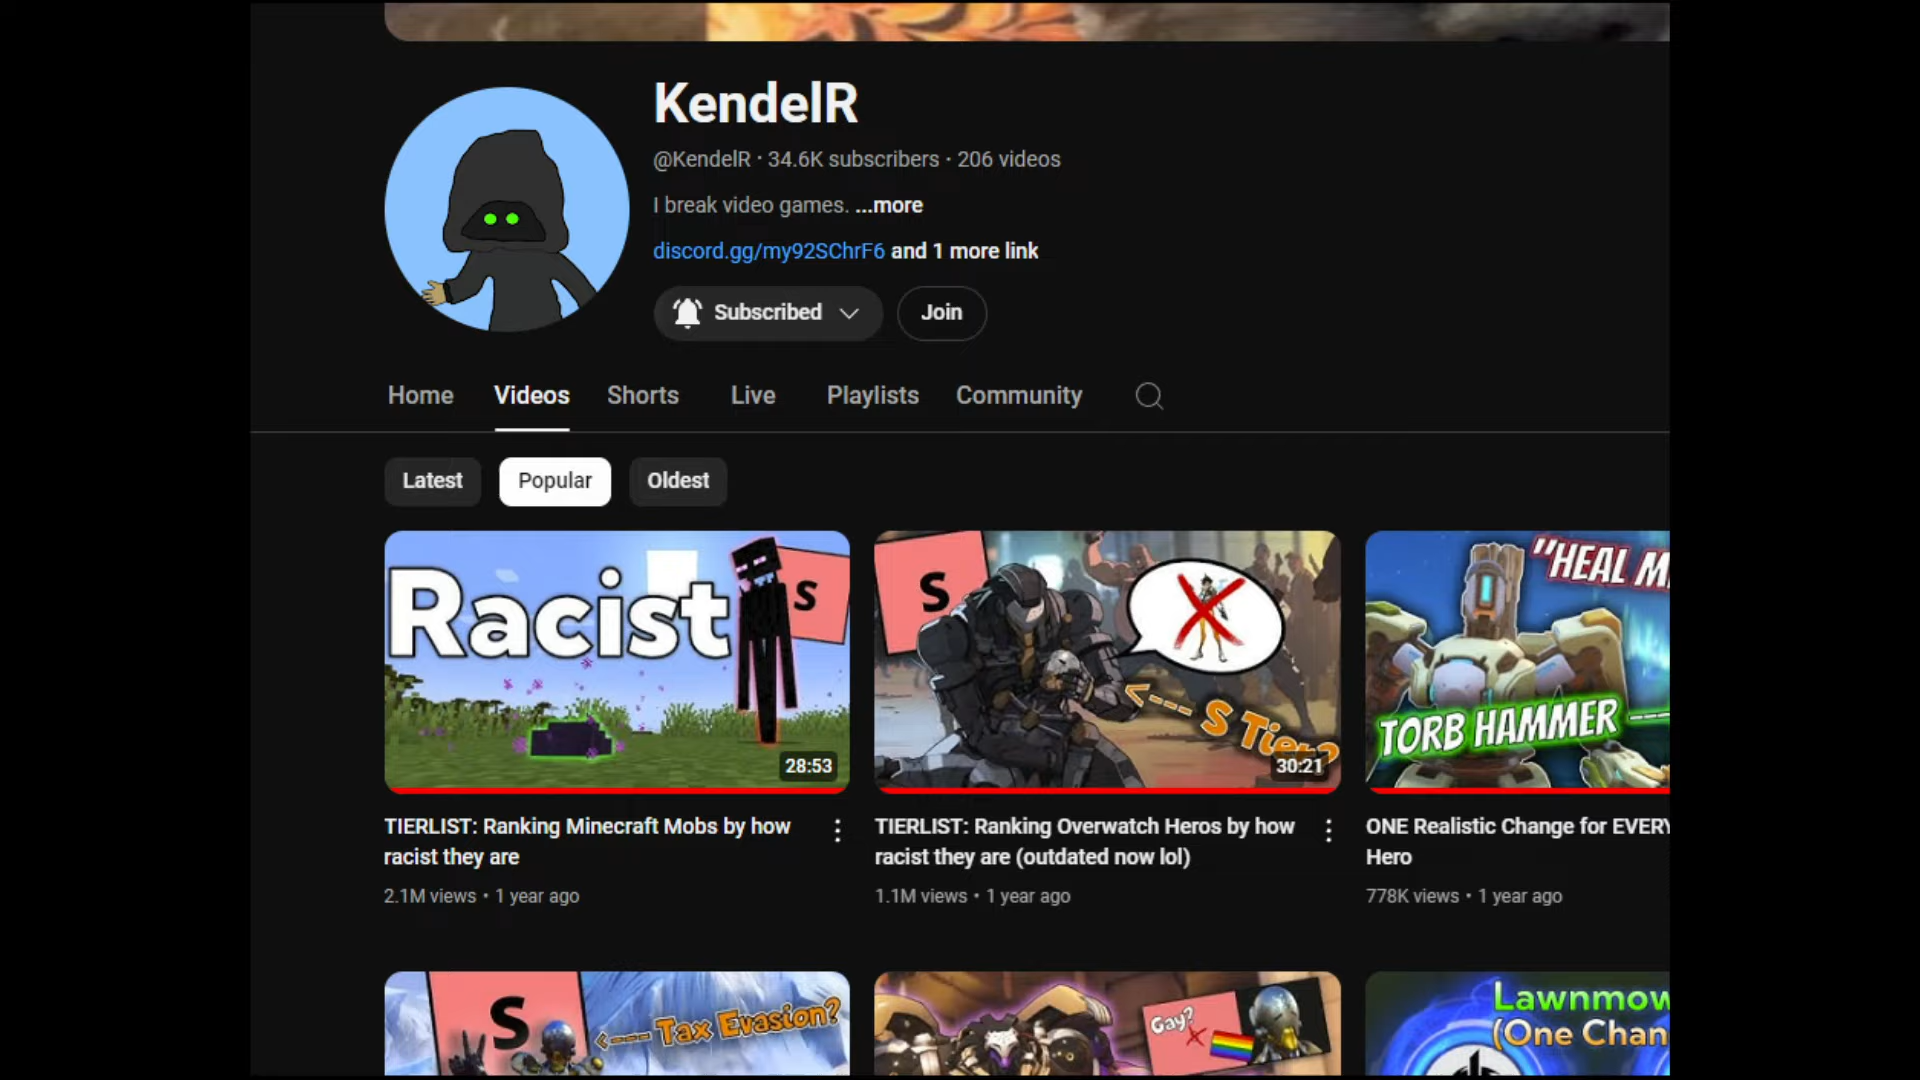 KendelR
@KendelR · 34.6K subscribers · 206 videos
I break video games. ...more
discord.gg/my92SChrF6 and 1 more link
Subscribed
Join
Home
Videos
Shorts
Live
Playlists
Community
Latest
Popular
Oldest
Racist
S
28:53
S
<--- S Tier?
30:21
"HEAL M
TORB HAMMER ---
TIERLIST: Ranking Minecraft Mobs by how
racist they are
2.1M views · 1 year ago
TIERLIST: Ranking Overwatch Heros by how
racist they are (outdated now lol)
1.1M views · 1 year ago
ONE Realistic Change for EVERY
Hero
778K views · 1 year ago
S
<---- Tax Evasion?
Gay?
Lawnmow
(One Chan